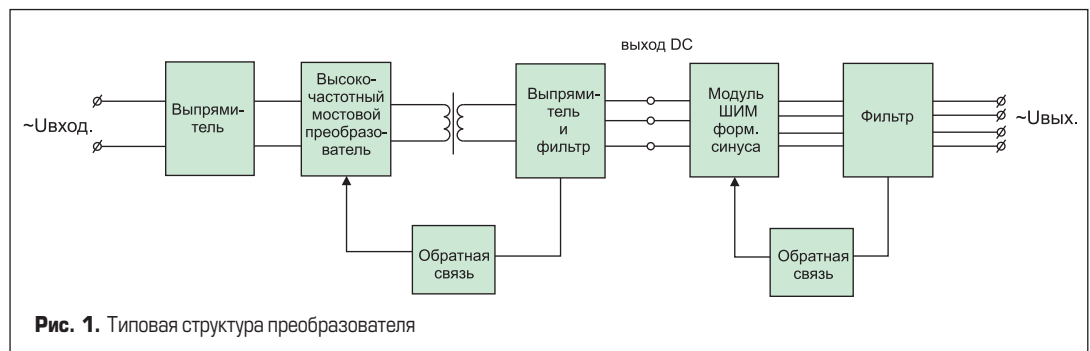 выход DC
~Uвход.
Выпрями-
тель
Высоко-
частотный
мостовой
преобразо-
ватель
Выпрями-
тель
и
фильтр
Модуль
ШИМ
форм.
синуса
Фильтр
~Uвых.
Обратная
связь
Обратная
связь
Рис. 1. Типовая структура преобразователя